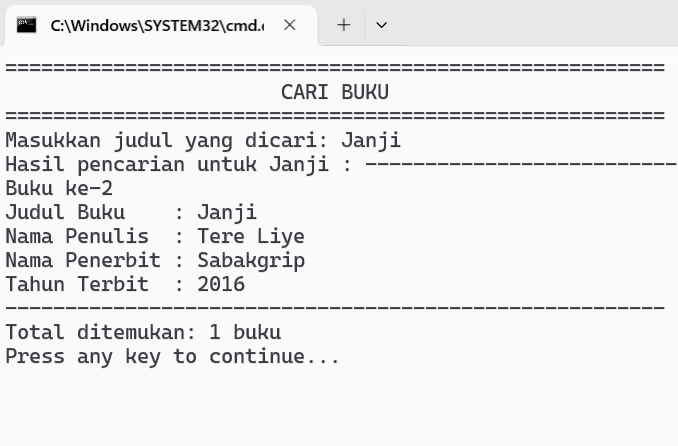 C:\Windows\SYSTEM32\cmd.e
=======================================================
CARI BUKU
=======================================================
Masukkan judul yang dicari: Janji
Hasil pencarian untuk Janji : --------------------------
Buku ke-2
Judul Buku    : Janji
Nama Penulis  : Tere Liye
Nama Penerbit : Sabakgrip
Tahun Terbit  : 2016
-------------------------------------------------------
Total ditemukan: 1 buku
Press any key to continue...